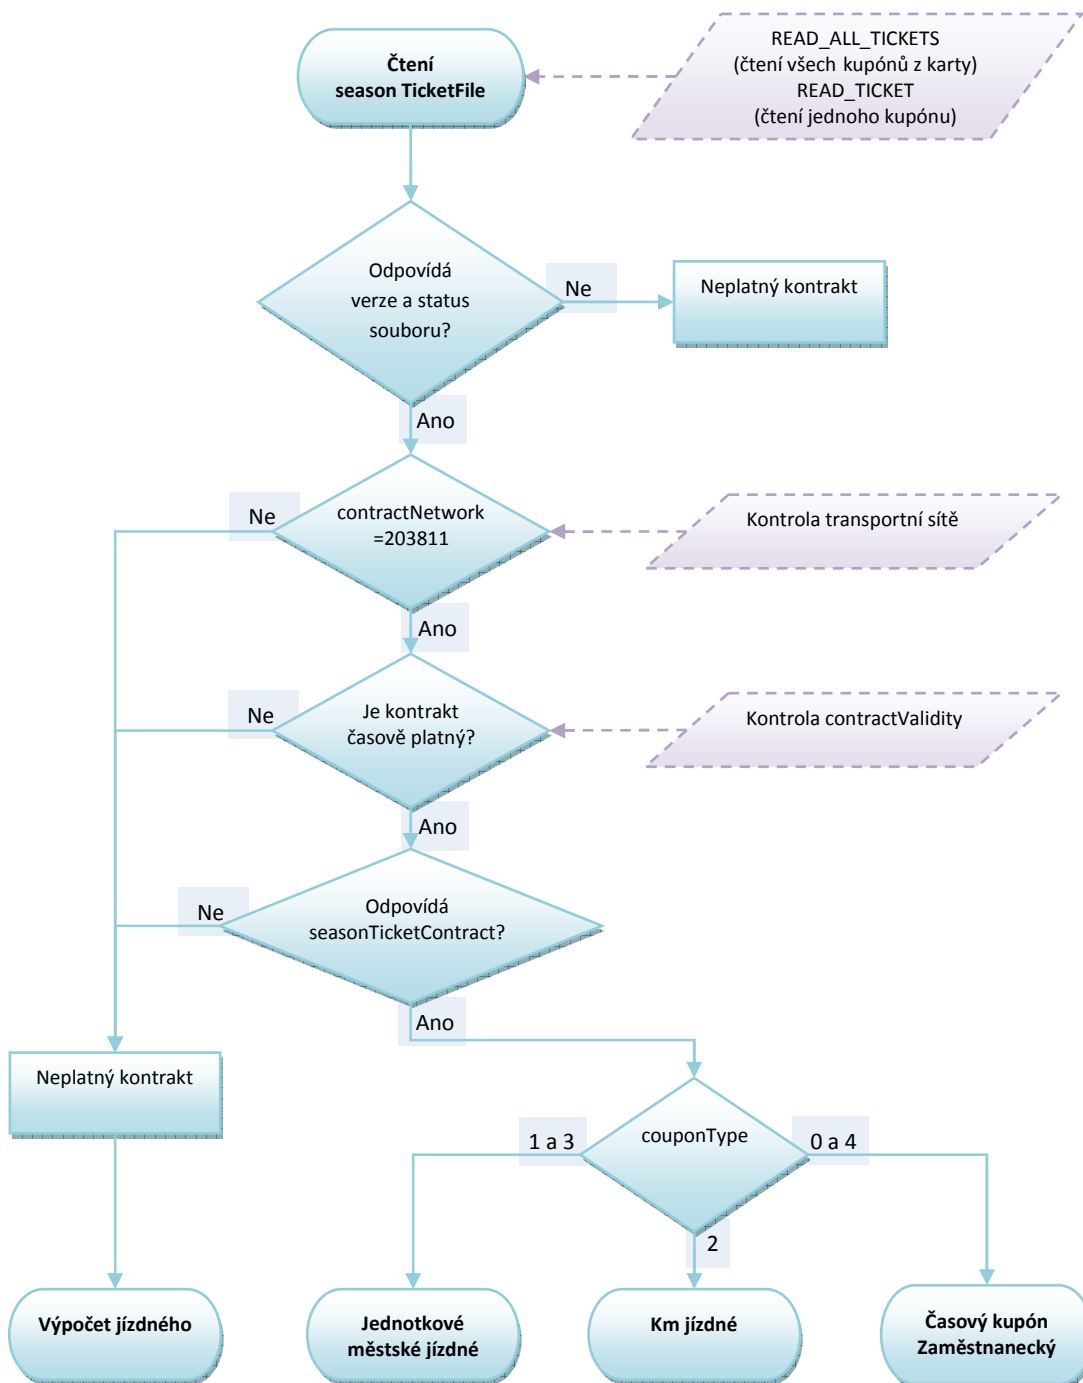 Čtení
season TicketFile
READ_ALL_TICKETS
(čtení všech kupónů z karty)
READ_TICKET
(čtení jednoho kupónu)
Odpovídá
verze a status
souboru?
Ne
Neplatný kontrakt
Ano
Ne
contractNetwork
=203811
Kontrola transportní sítě
Ano
Ne
Je kontrakt
časově platný?
Kontrola contractValidity
Ano
Ne
Odpovídá
seasonTicketContract?
Ano
Neplatný kontrakt
1 a 3
couponType
0 a 4
2
Výpočet jízdného
Jednotkové
městské jízdné
Km jízdné
Časový kupón
Zaměstnanecký